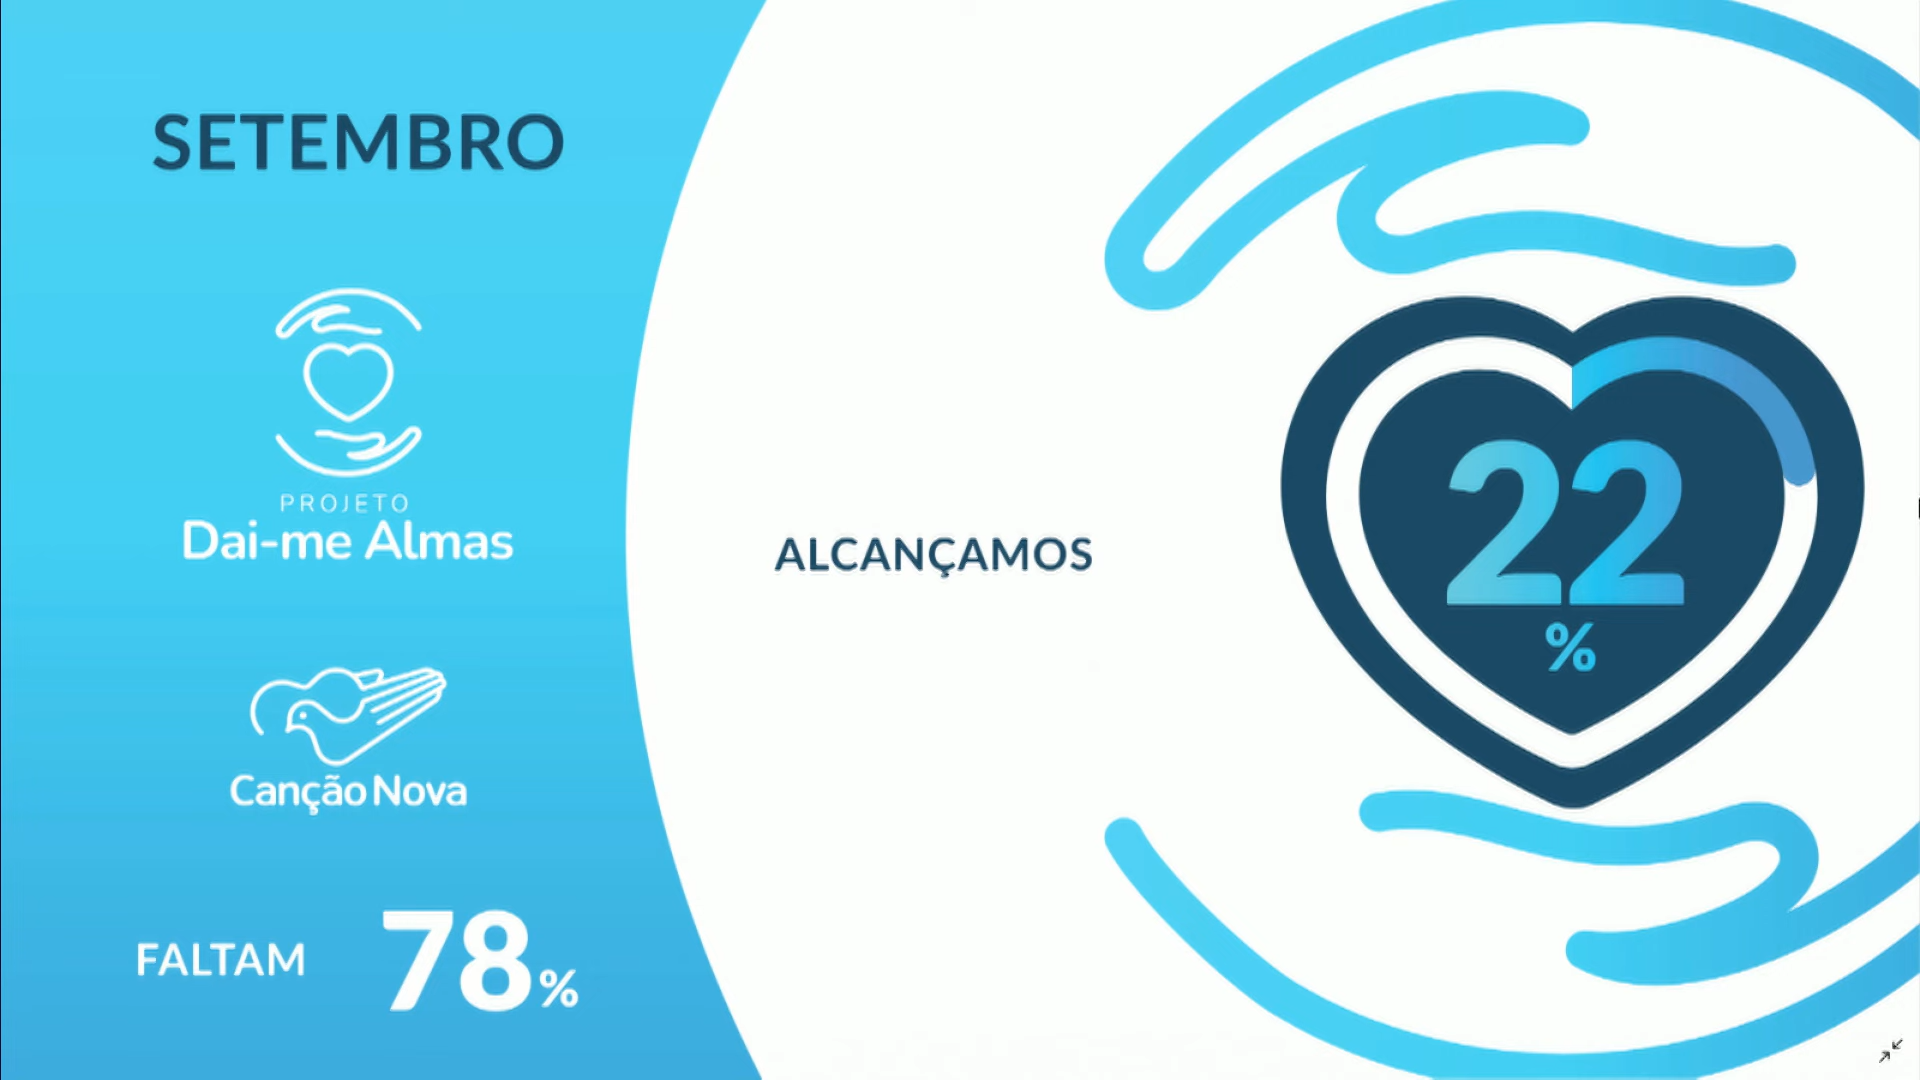 SETEMBRO
PROJETO
Dai-me Almas
Canção Nova
FALTAM 78%
ALCANÇAMOS
22
%